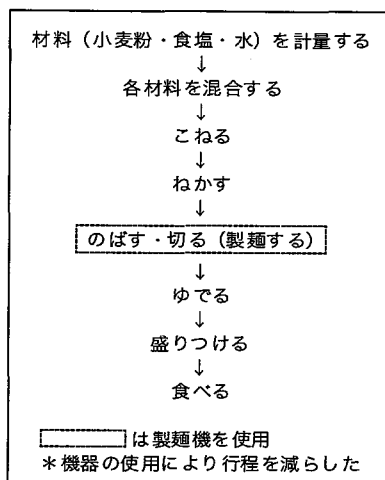 材料（小麦粉・食塩・水）を計量する
↓
各材料を混合する
↓
こねる
↓
ねかす
↓
のばす・切る（製麺する）
↓
ゆでる
↓
盛りつける
↓
食べる
は製麺機を使用
＊機器の使用により行程を減らした